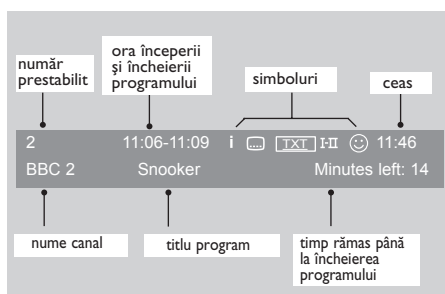 număr
prestabilit
ora începerii
şi încheierii
programului
simboluri
ceas
2 11:06-11:09 i .... TXT I-II 11:46
BBC 2 Snooker Minutes left: 14
nume canal
titlu program
timp rămas până
la încheierea
programului